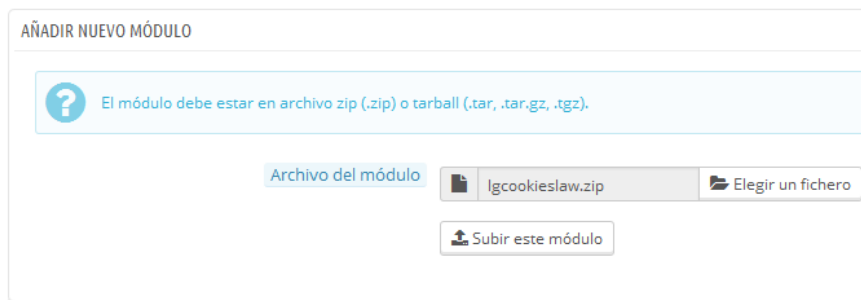 AÑADIR NUEVO MÓDULO
El módulo debe estar en archivo zip (.zip) o tarball (.tar, .tar.gz, .tgz).
Archivo del módulo lgcookieslaw.zip Elegir un fichero
Subir este módulo